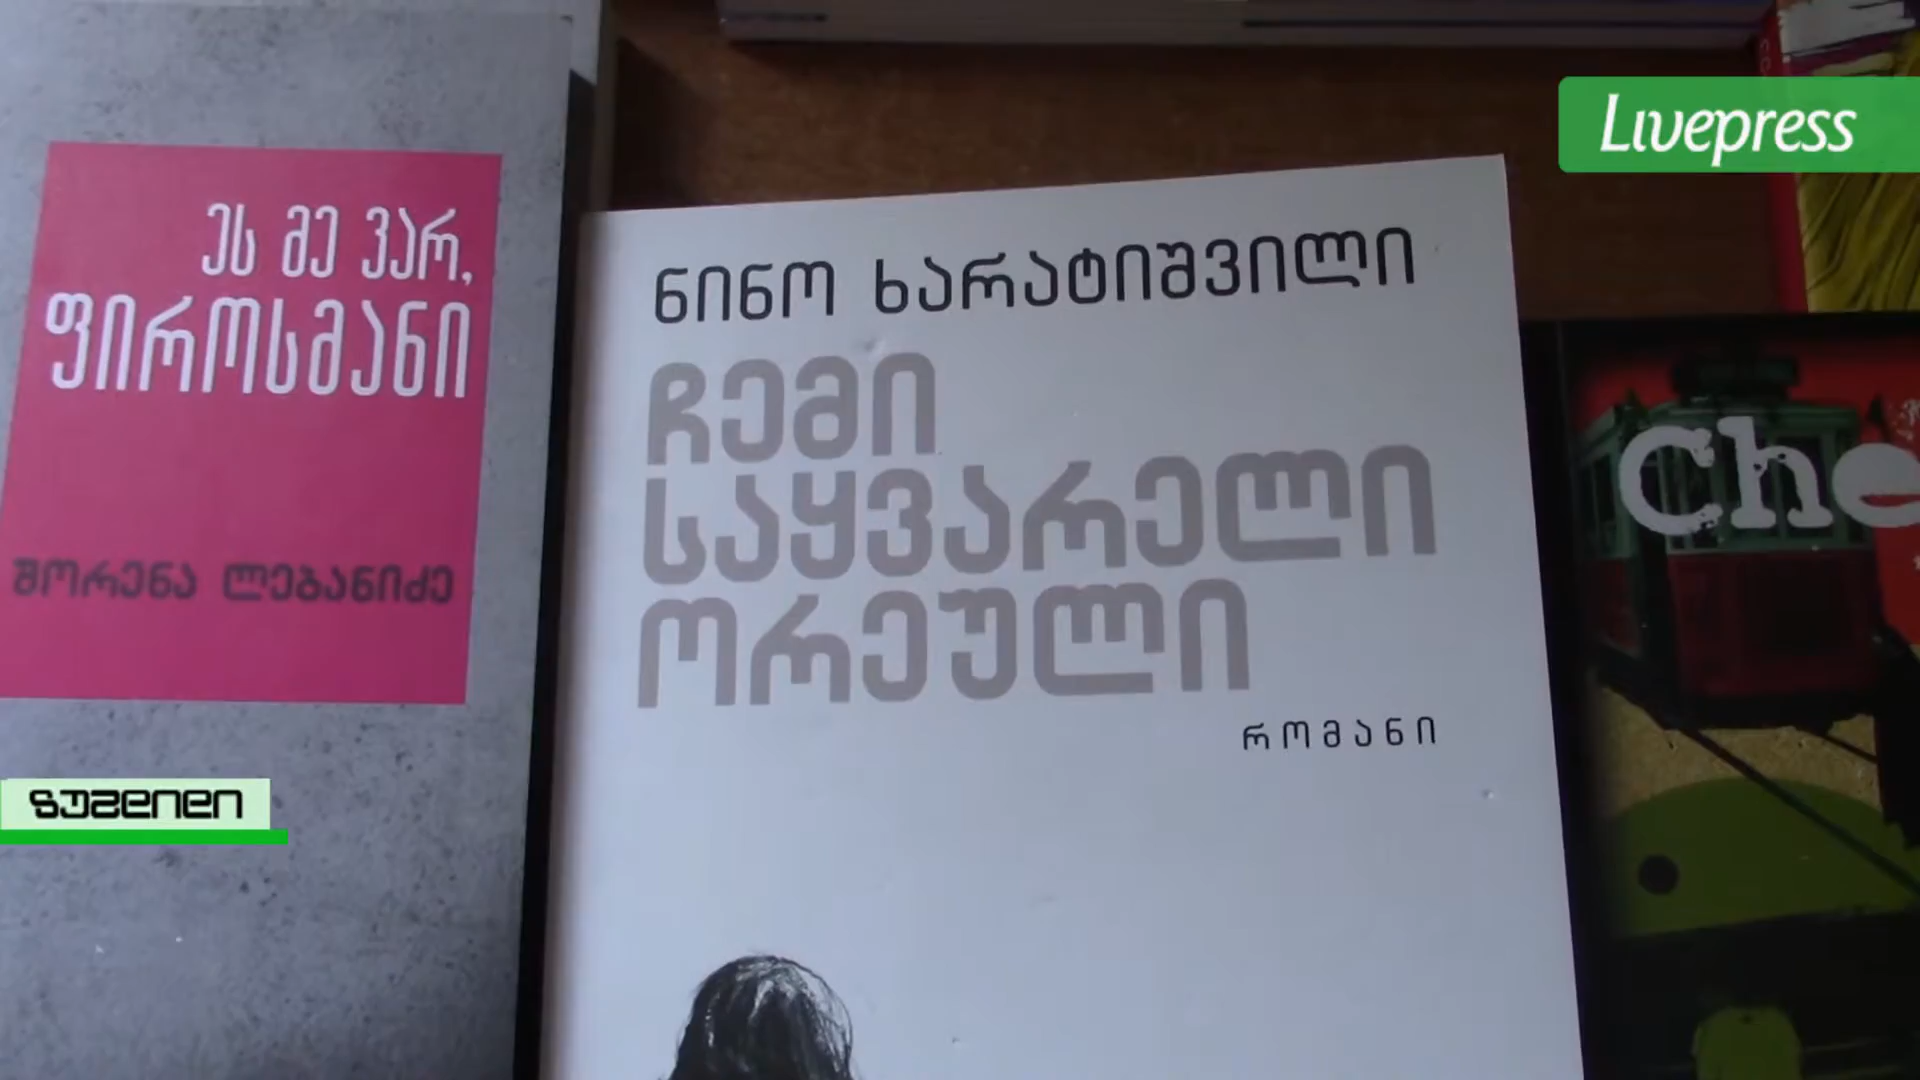 Livepress
ეს მე ვარ,
ფიროსმანი
შორენა ლებანიძე
ნინო ხარატიშვილი
ჩემი
საყვარელი
ორეული
რომანი
Che
ზუგდიდი